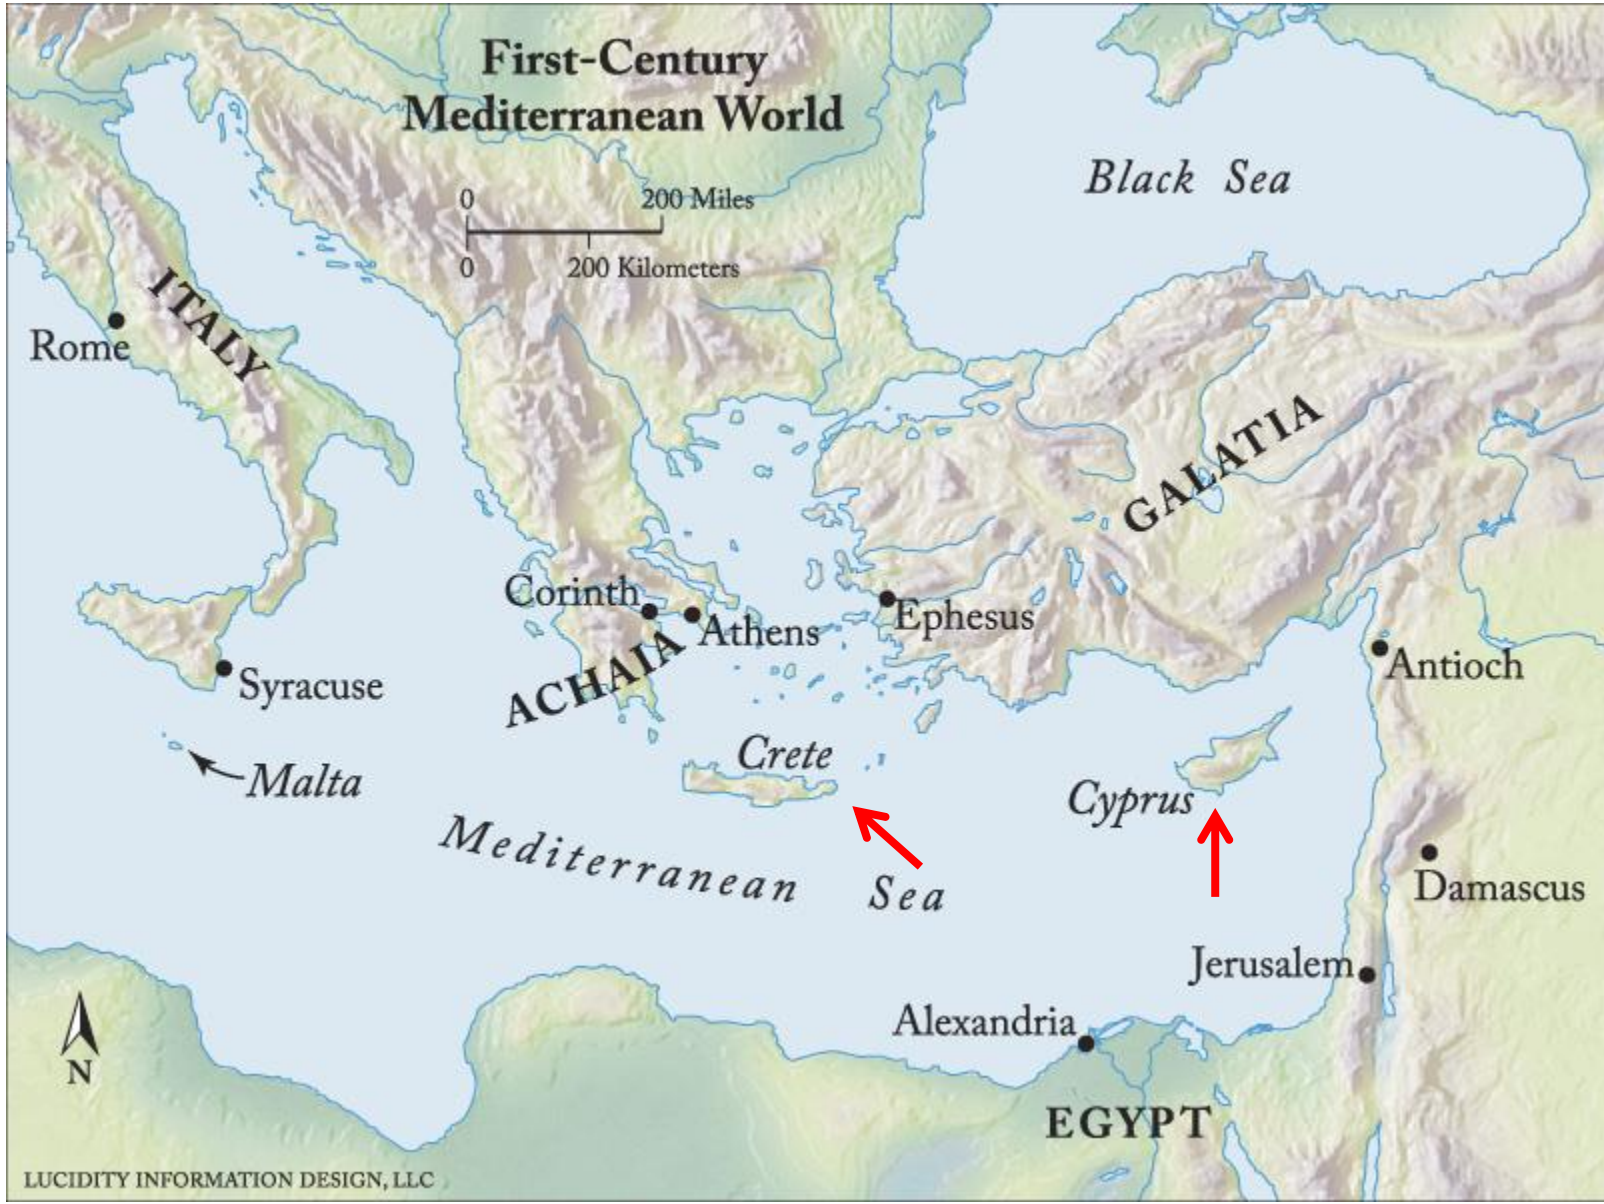 First-Century
Mediterranean World
0 200 Miles
0 200 Kilometers
Black Sea
ITALY
Rome
GALATIA
Corinth
Athens
Ephesus
ACHAIA
Antioch
Syracuse
Malta
Crete
Cyprus
Mediterranean Sea
Damascus
Jerusalem
Alexandria
N
EGYPT
LUCIDITY INFORMATION DESIGN, LLC